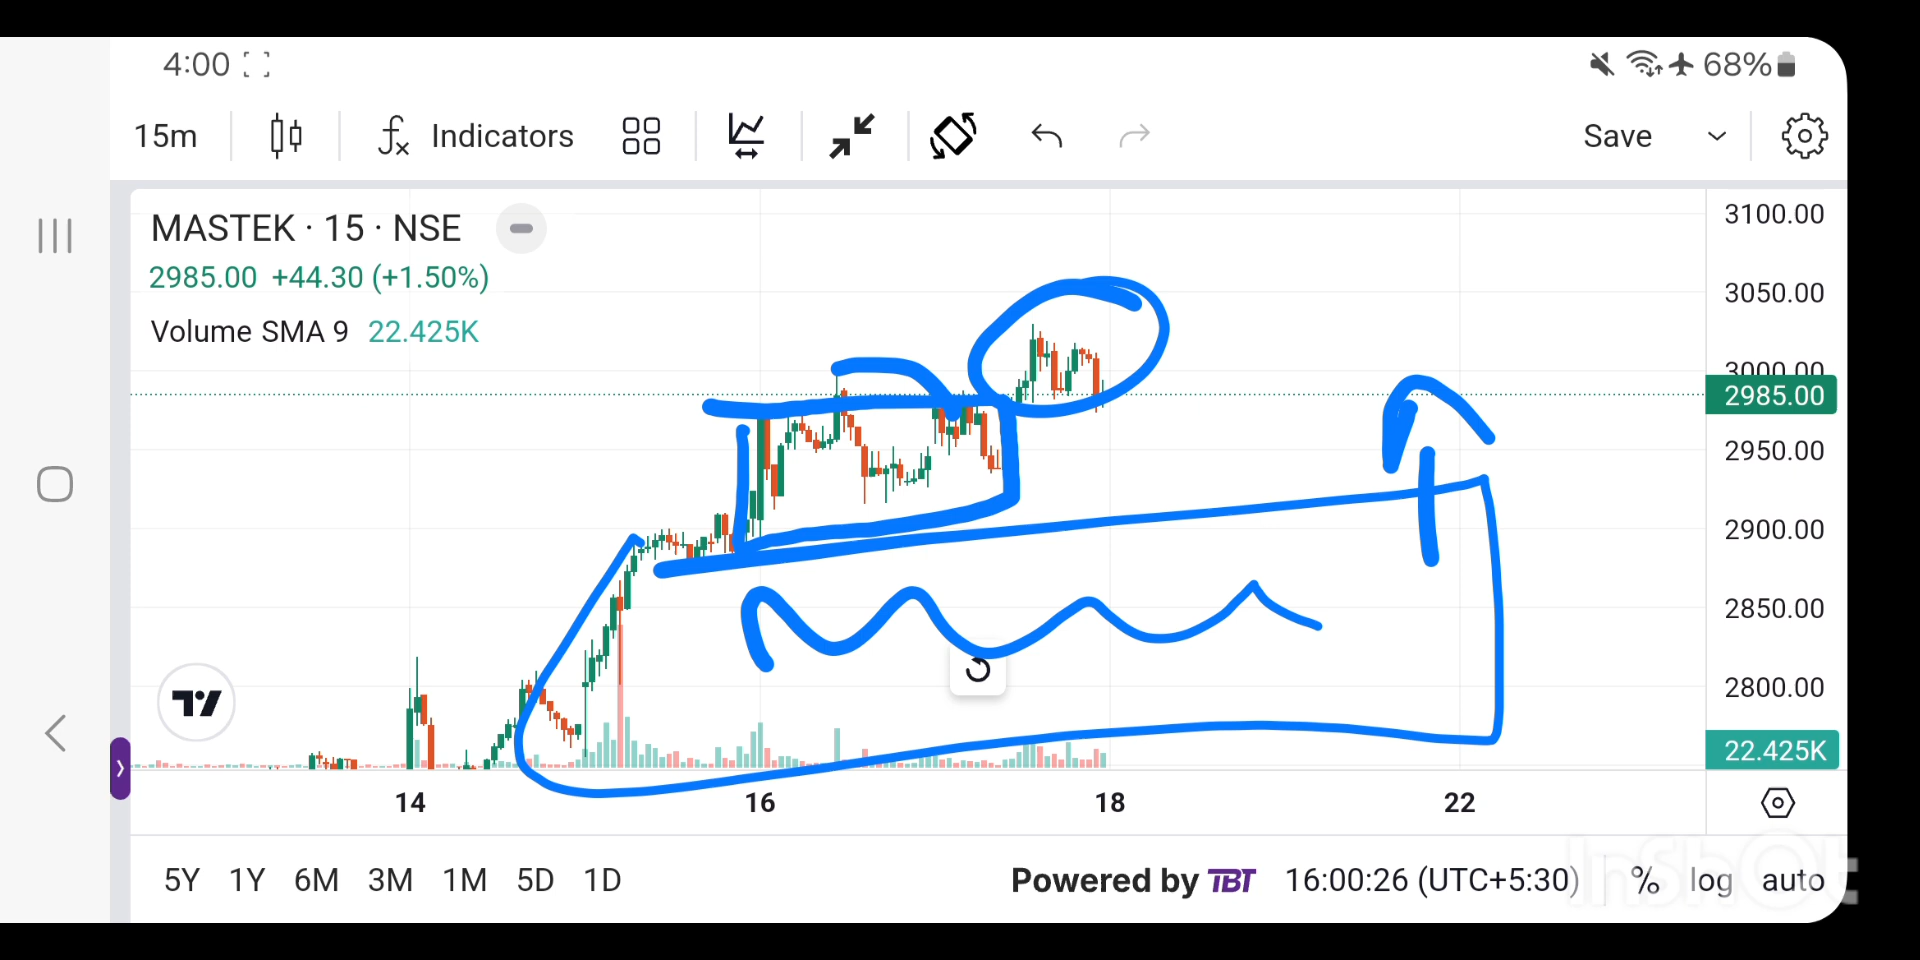 4:00 68%
15m Indicators Save
MASTEK · 15 · NSE
2985.00 +44.30 (+1.50%)
Volume SMA 9 22.425K
3100.00
3050.00
3000.00
2985.00
2950.00
2900.00
2850.00
2800.00
22.425K
14 16 18 22
5Y 1Y 6M 3M 1M 5D 1D Powered by TBT 16:00:26 (UTC+5:30) % log auto
InShOt